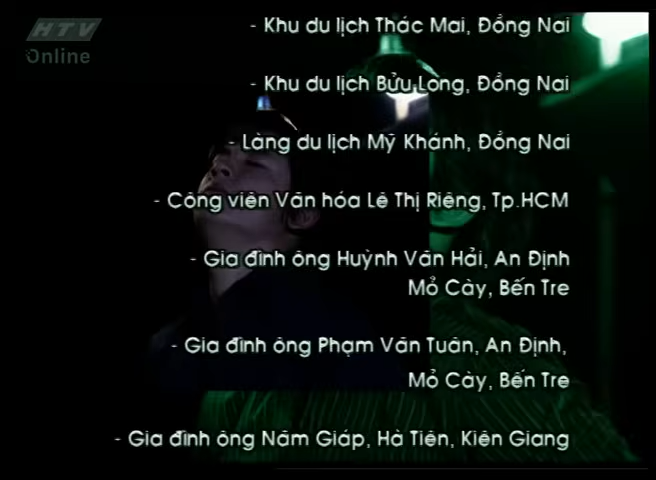 HTV
Online
- Khu du lịch Thác Mai, Đồng Nai
- Khu du lịch Bửu Long, Đồng Nai
- Làng du lịch Mỹ Khánh, Đồng Nai
- Công viên Văn hóa Lê Thị Riêng, Tp.HCM
- Gia đình ông Huỳnh Văn Hải, An Định
Mỏ Cày, Bến Tre
- Gia đình ông Phạm Văn Tuân, An Định,
Mỏ Cày, Bến Tre
- Gia đình ông Năm Giáp, Hà Tiên, Kiên Giang